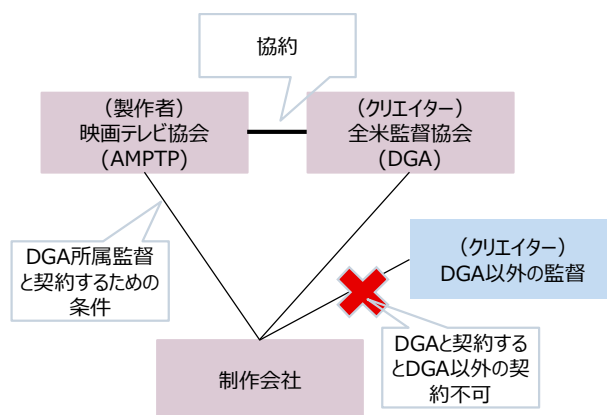 協約
（製作者）
映画テレビ協会
（AMPTP）
（クリエイター）
全米監督協会
（DGA）
DGA所属監督
と契約するための
条件
（クリエイター）
DGA以外の監督
DGAと契約する
とDGA以外の契
約不可
制作会社